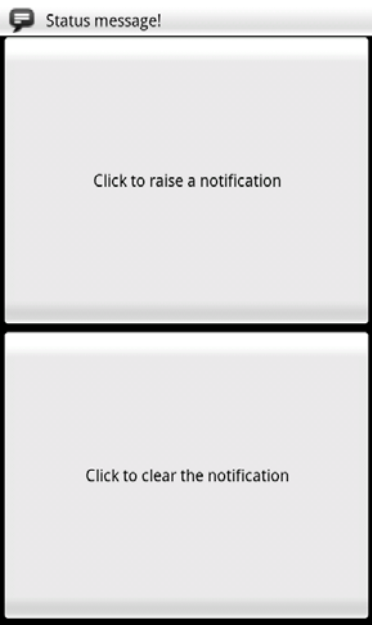 Status message!
Click to raise a notification
Click to clear the notification